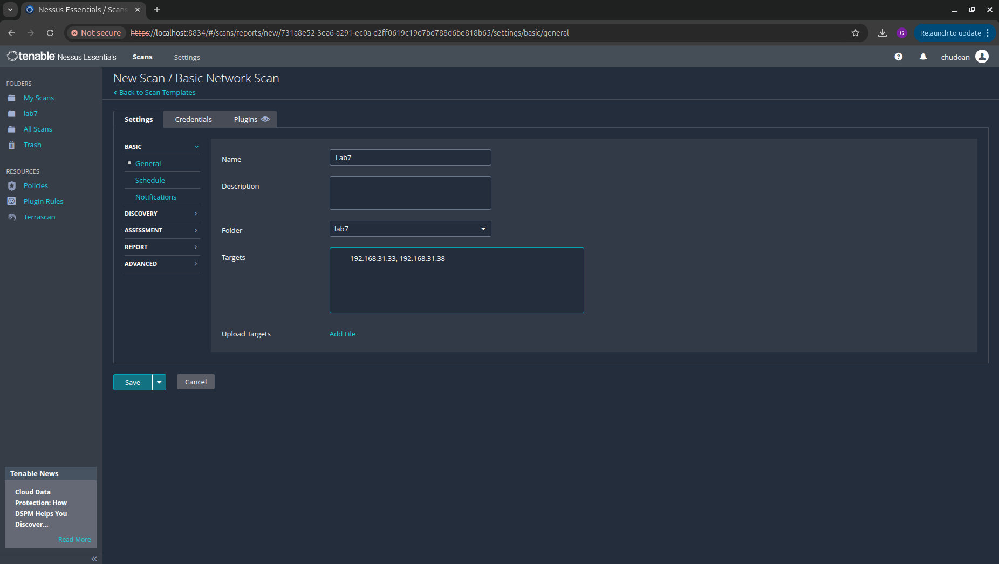 Nessus Essentials / Scans
Not secure
https://localhost:8834/#/scans/reports/new/731a8e52-3ea6-a291-ec0a-d2ff0619c19d7bd788d6be818b65/settings/basic/general
G
Relaunch to update
tenable Nessus Essentials
Scans
Settings
chudoan
FOLDERS
My Scans
lab7
All Scans
Trash
RESOURCES
Policies
Plugin Rules
Terrascan
New Scan / Basic Network Scan
Back to Scan Templates
Settings
Credentials
Plugins
BASIC
General
Schedule
Notifications
DISCOVERY
ASSESSMENT
REPORT
ADVANCED
Name
Lab7
Description
Folder
lab7
Targets
192.168.31.33, 192.168.31.38
Upload Targets
Add File
Save
Cancel
Tenable News
Cloud Data
Protection: How
DSPM Helps You
Discover...
Read More